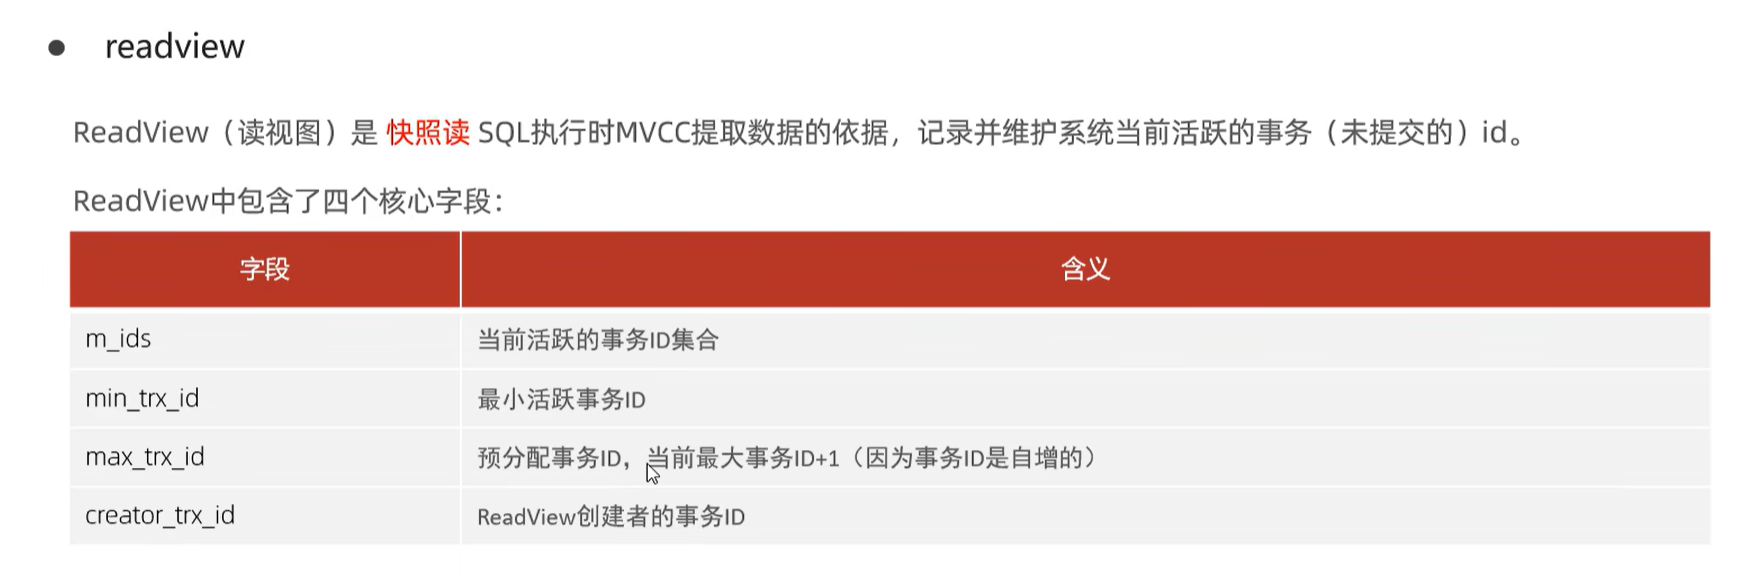 readview
ReadView（读视图）是 快照读 SQL执行时MVCC提取数据的依据，记录并维护系统当前活跃的事务（未提交的）id。
ReadView中包含了四个核心字段：
字段 含义
m_ids 当前活跃的事务ID集合
min_trx_id 最小活跃事务ID
max_trx_id 预分配事务ID，当前最大事务ID+1（因为事务ID是自增的）
creator_trx_id ReadView创建者的事务ID